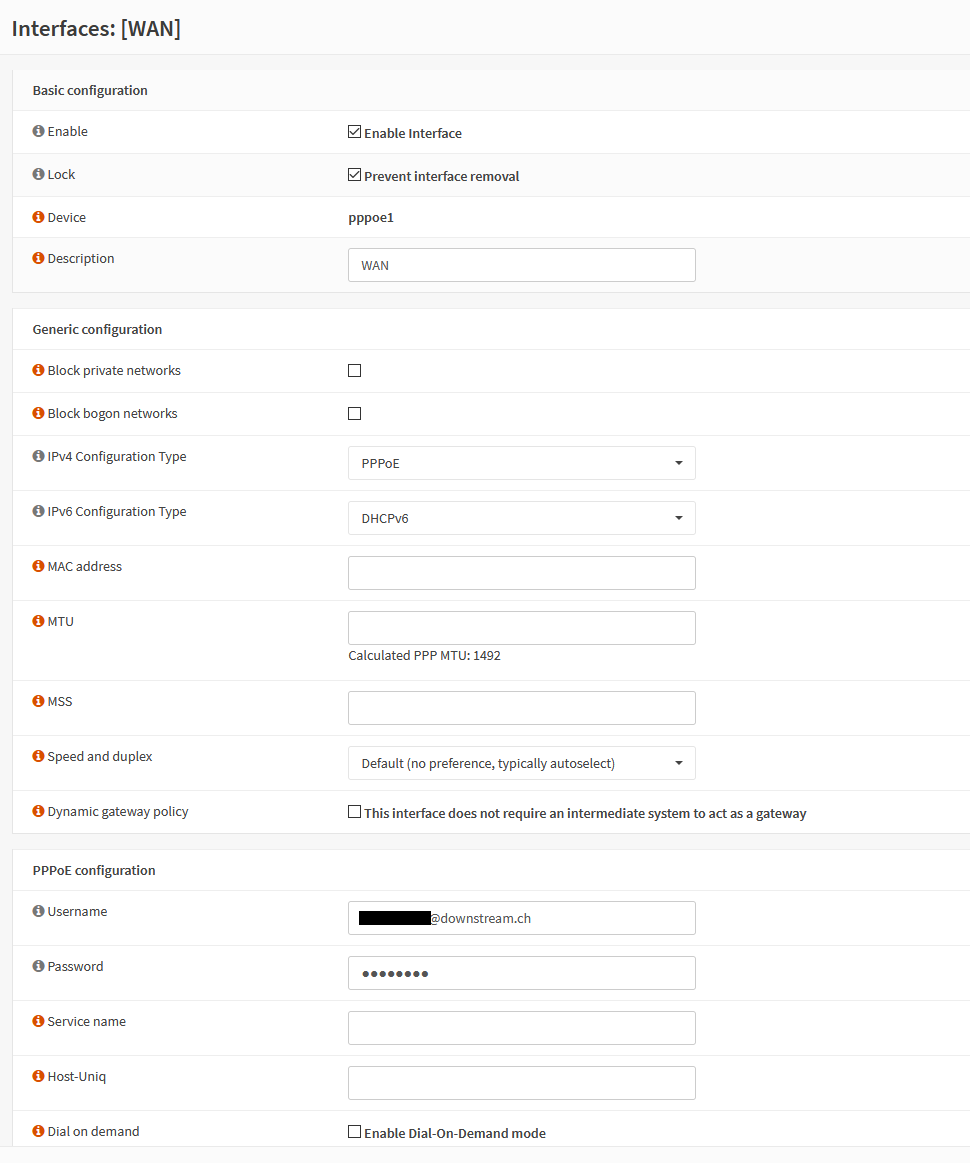 Interfaces: [WAN]
Basic configuration
Enable
Enable Interface
Lock
Prevent interface removal
Device
pppoe1
Description
WAN
Generic configuration
Block private networks
Block bogon networks
IPv4 Configuration Type
PPPoE
IPv6 Configuration Type
DHCPv6
MAC address
MTU
Calculated PPP MTU: 1492
MSS
Speed and duplex
Default (no preference, typically autoselect)
Dynamic gateway policy
This interface does not require an intermediate system to act as a gateway
PPPoE configuration
Username
@downstream.ch
Password
Service name
Host-Uniq
Dial on demand
Enable Dial-On-Demand mode